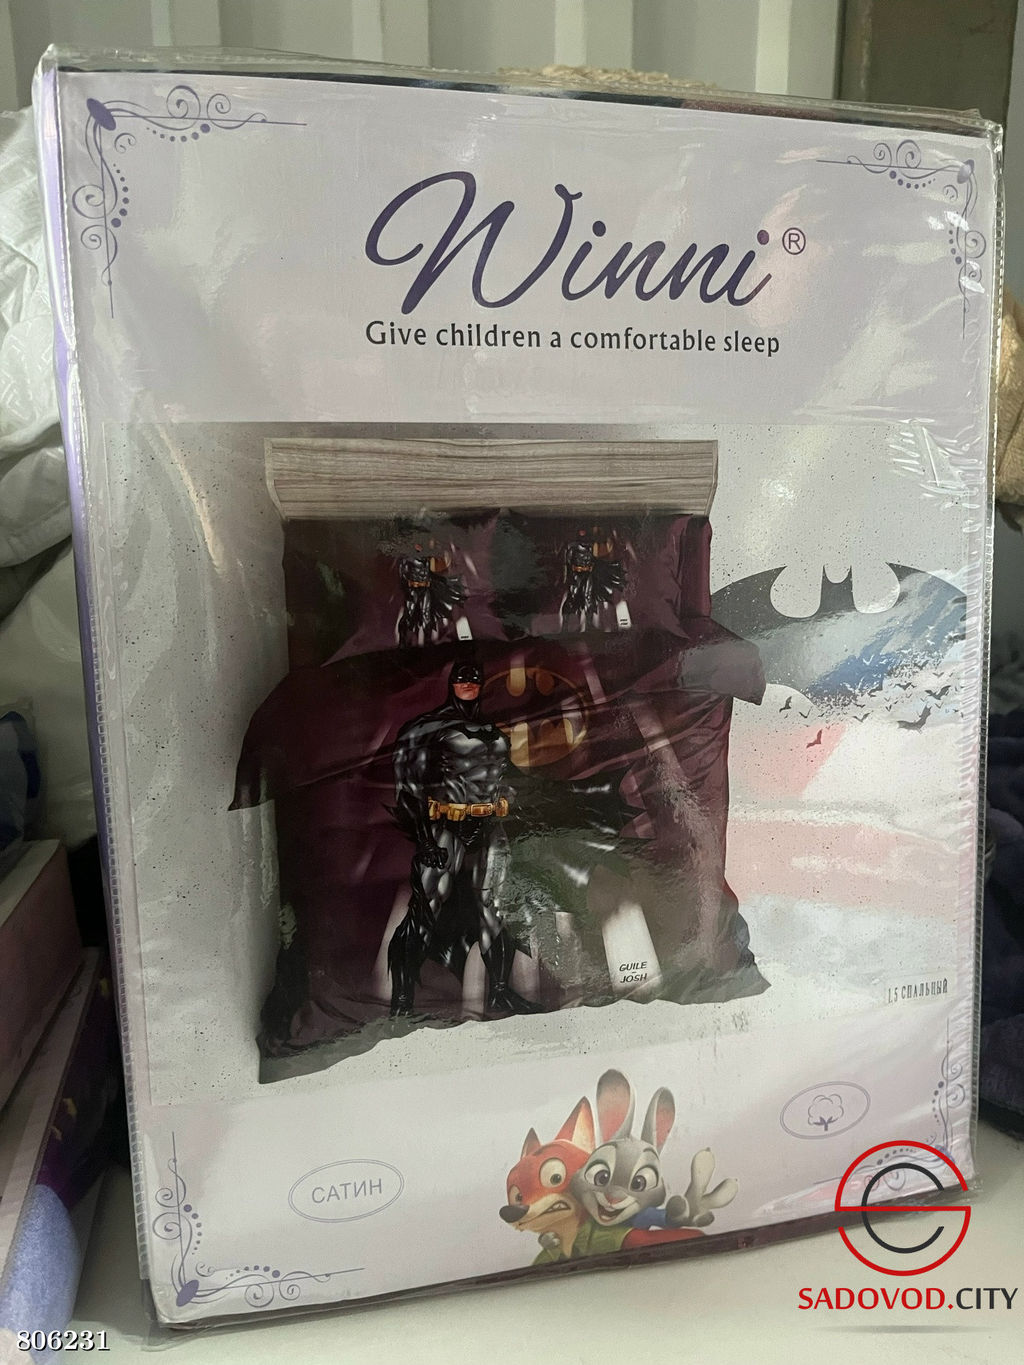 Winni®
Give children a comfortable sleep
GUILE
JOSH
1,5 СПАЛЬНЫЙ
САТИН
SADOVOD.CITY
806231